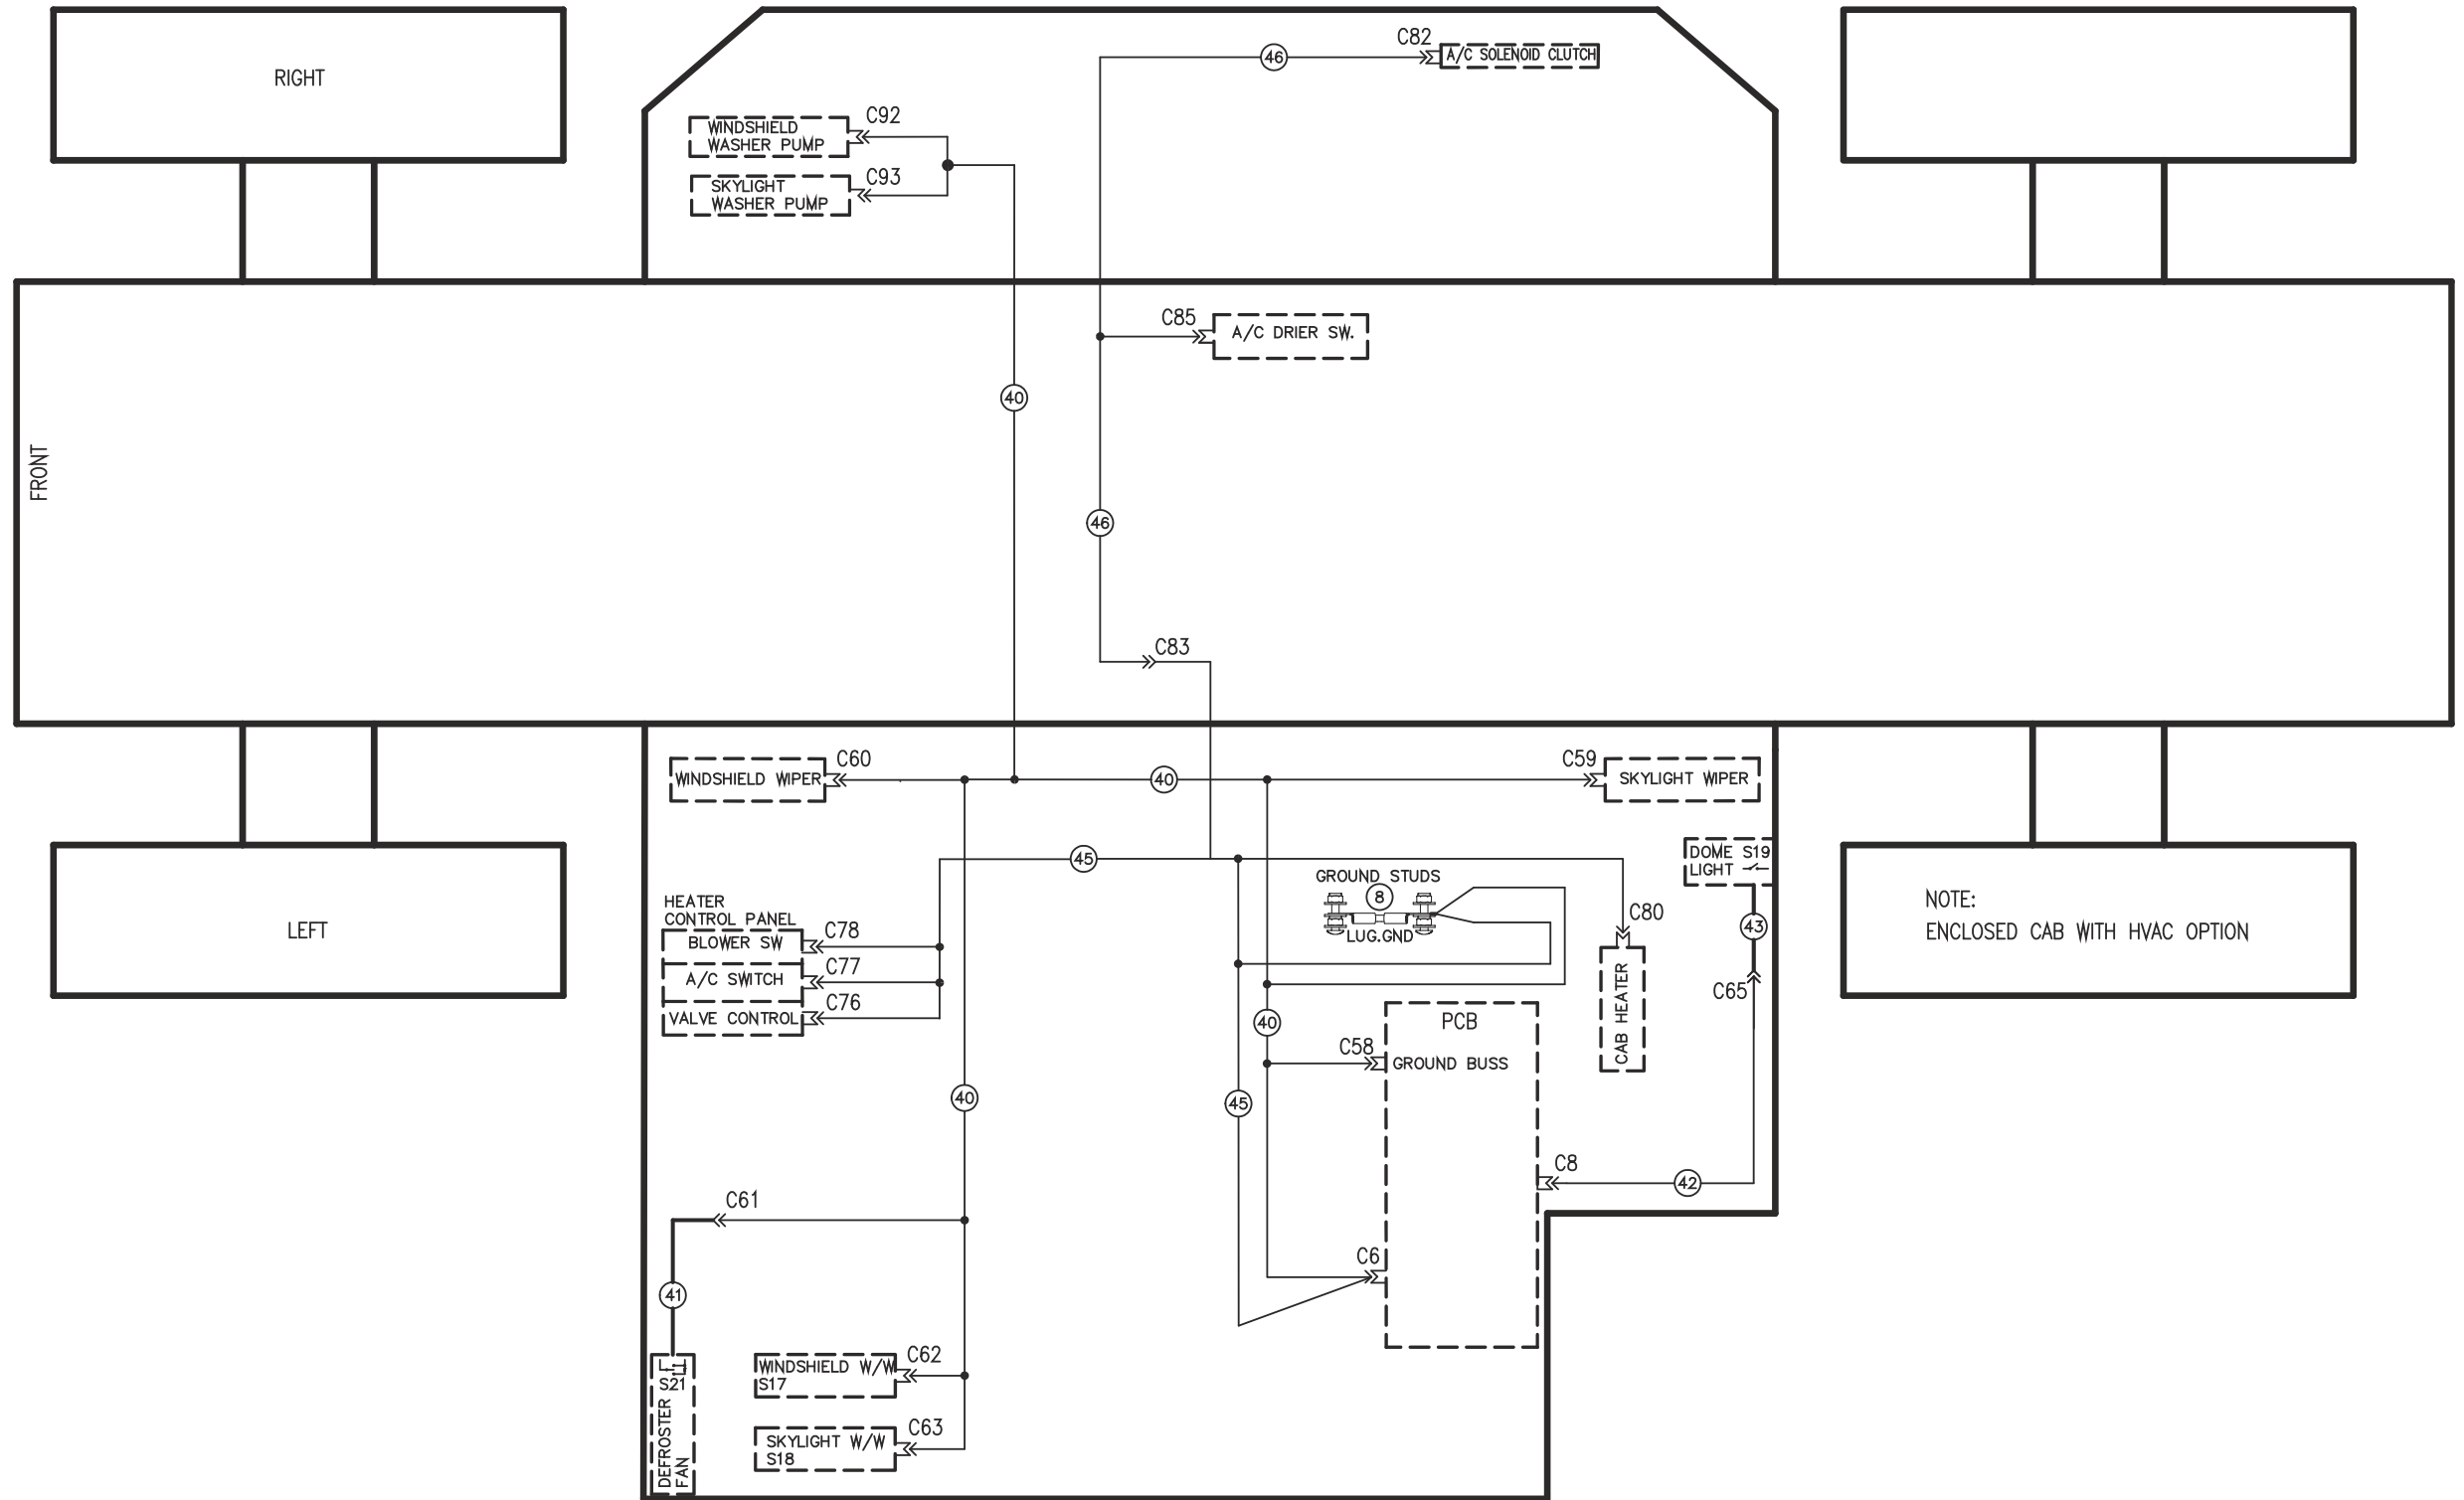 RIGHT
C82
46
A/C SOLENOID CLUTCH
C92
WINDSHIELD
WASHER PUMP
C93
SKYLIGHT
WASHER PUMP
C85
A/C DRIER SW.
40
FRONT
46
C83
C60
WINDSHIELD WIPER
40
C59
SKYLIGHT WIPER
45
DOME S19
LIGHT
GROUND STUDS
8
LUG.GND
HEATER
CONTROL PANEL
LEFT
NOTE:
ENCLOSED CAB WITH HVAC OPTION
C78
BLOWER SW
C77
A/C SWITCH
C76
VALVE CONTROL
C80
CAB HEATER
43
C65
40
PCB
C58
GROUND BUSS
40
45
C8
42
C61
C6
41
S21
DEFROSTER
FAN
C62
WINDSHIELD W/W
S17
C63
SKYLIGHT W/W
S18